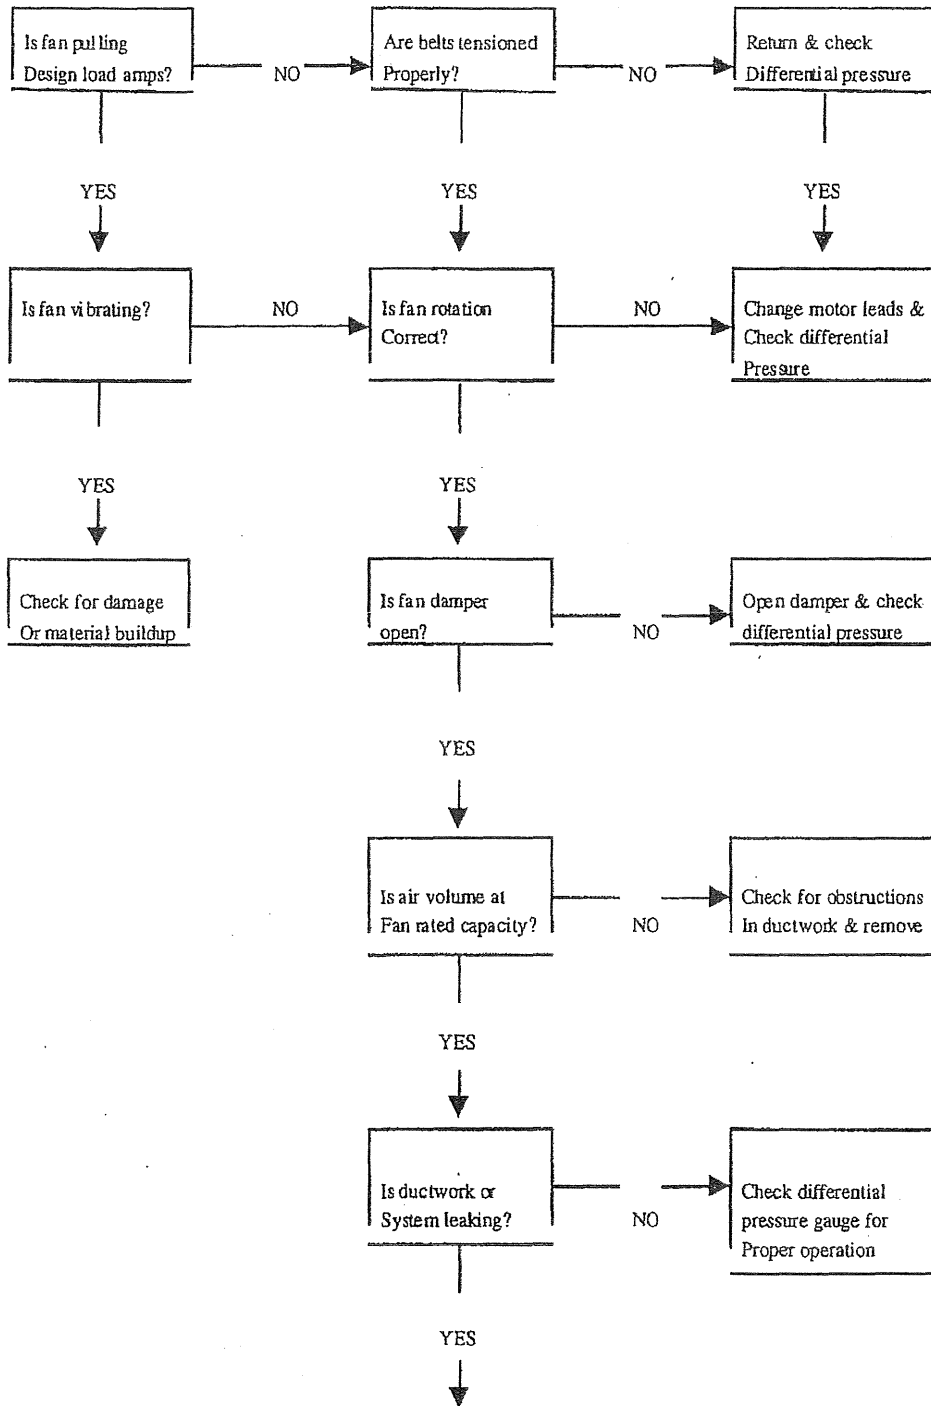 Is fan pulling
Design load amps?
NO
Are belts tensioned
Properly?
NO
Return & check
Differential pressure
YES
YES
YES
Is fan vibrating?
NO
Is fan rotation
Correct?
NO
Change motor leads &
Check differential
Pressure
YES
YES
Check for damage
Or material buildup
Is fan damper
open?
NO
Open damper & check
differential pressure
YES
Is air volume at
Fan rated capacity?
NO
Check for obstructions
In ductwork & remove
YES
Is ductwork or
System leaking?
NO
Check differential
pressure gauge for
Proper operation
YES